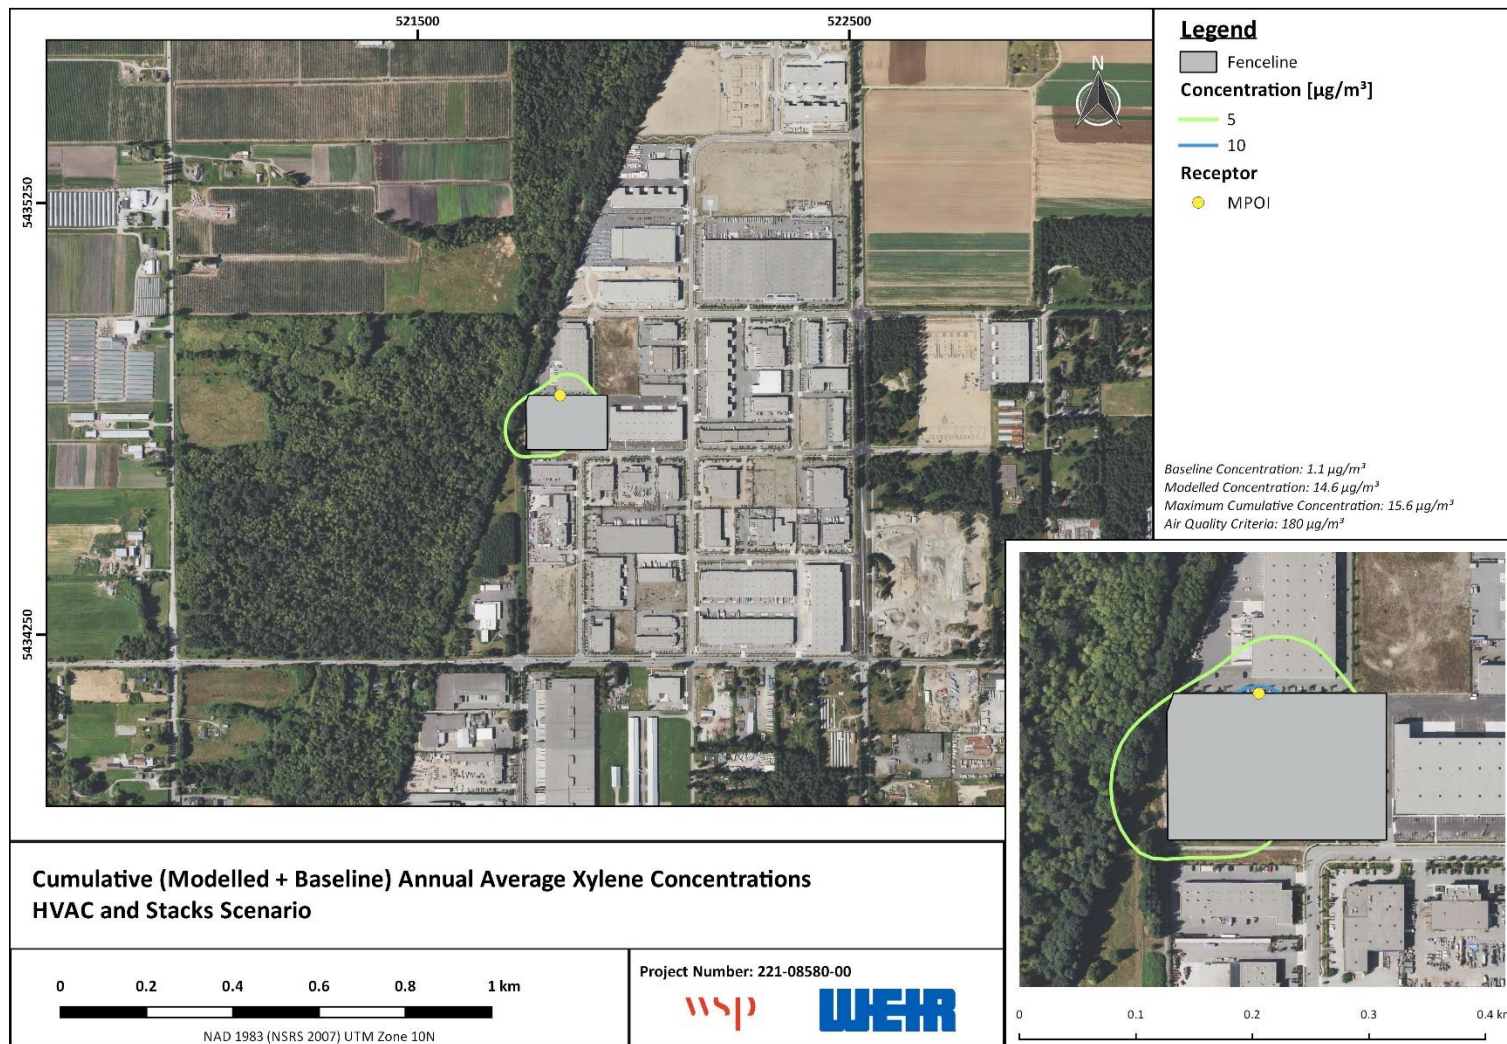 521500
522500
5435250
5434250
N
Legend
Fenceline
Concentration [µg/m³]
5
10
Receptor
MPOI
Baseline Concentration: 1.1 µg/m³
Modelled Concentration: 14.6 µg/m³
Maximum Cumulative Concentration: 15.6 µg/m³
Air Quality Criteria: 180 µg/m³
Cumulative (Modelled + Baseline) Annual Average Xylene Concentrations
HVAC and Stacks Scenario
0 0.2 0.4 0.6 0.8 1 km
NAD 1983 (NSRS 2007) UTM Zone 10N
Project Number: 221-08580-00
wsp WEIR
0 0.1 0.2 0.3 0.4 km